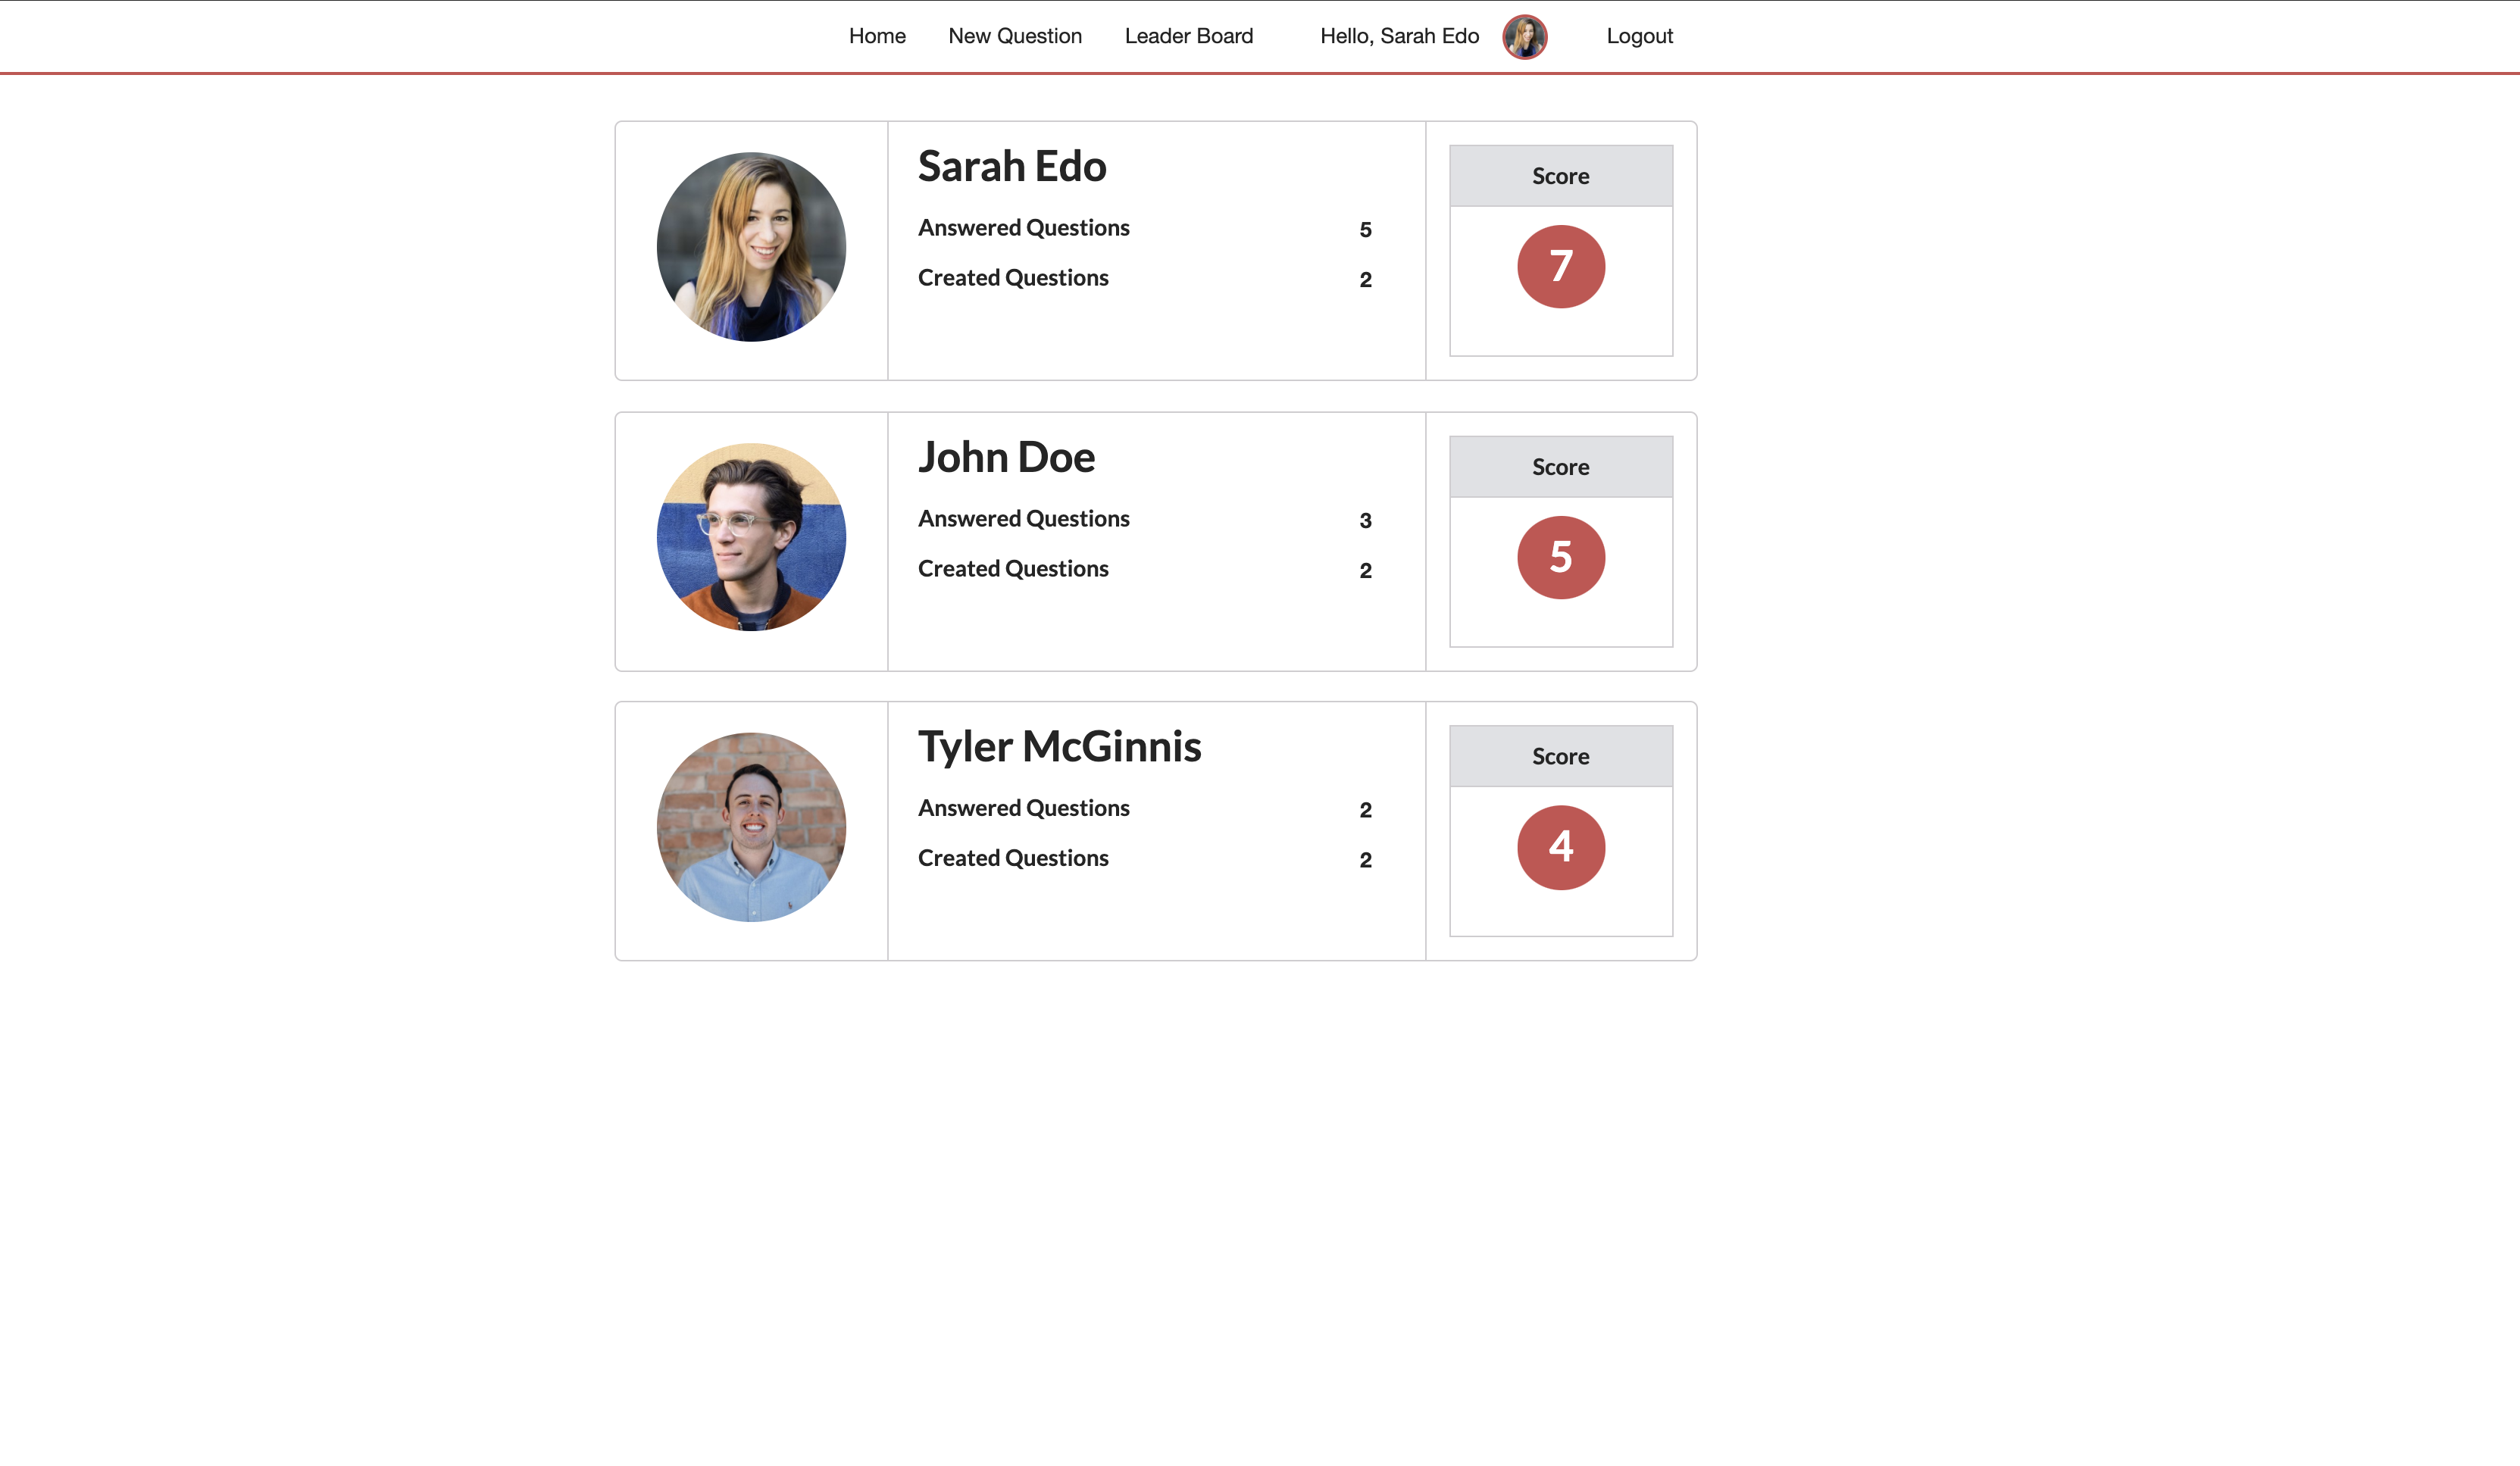 Home New Question Leader Board Hello, Sarah Edo Logout
Sarah Edo
Answered Questions 5
Created Questions 2
Score
7
John Doe
Answered Questions 3
Created Questions 2
Score
5
Tyler McGinnis
Answered Questions 2
Created Questions 2
Score
4